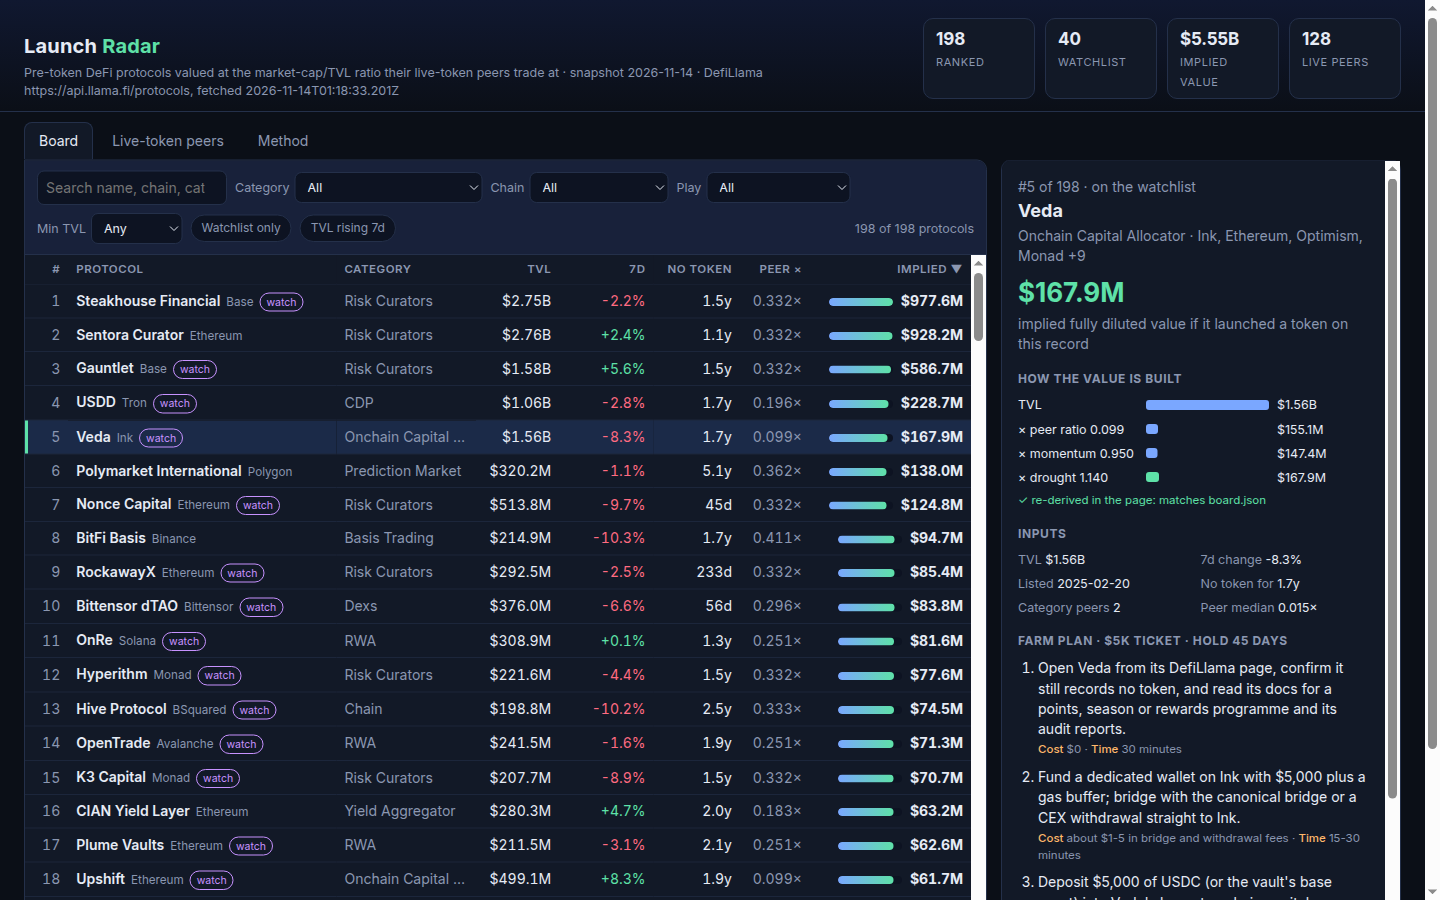 Launch Radar
Pre-token DeFi protocols valued at the market-cap/TVL ratio their live-token peers trade at · snapshot 2026-11-14 · DefiLlama
https://api.llama.fi/protocols, fetched 2026-11-14T01:18:33.201Z
198
RANKED
40
WATCHLIST
$5.55B
IMPLIED
VALUE
128
LIVE PEERS
Board Live-token peers Method
Search name, chain, cat Category All Chain All Play All
Min TVL Any Watchlist only TVL rising 7d 198 of 198 protocols
# PROTOCOL CATEGORY TVL 7D NO TOKEN PEER × IMPLIED ▼
1 Steakhouse Financial Base watch Risk Curators $2.75B -2.2% 1.5y 0.332× $977.6M
2 Sentora Curator Ethereum Risk Curators $2.76B +2.4% 1.1y 0.332× $928.2M
3 Gauntlet Base watch Risk Curators $1.58B +5.6% 1.5y 0.332× $586.7M
4 USDD Tron watch CDP $1.06B -2.8% 1.7y 0.196× $228.7M
5 Veda Ink watch Onchain Capital ... $1.56B -8.3% 1.7y 0.099× $167.9M
6 Polymarket International Polygon Prediction Market $320.2M -1.1% 5.1y 0.362× $138.0M
7 Nonce Capital Ethereum watch Risk Curators $513.8M -9.7% 45d 0.332× $124.8M
8 BitFi Basis Binance Basis Trading $214.9M -10.3% 1.7y 0.411× $94.7M
9 RockawayX Ethereum watch Risk Curators $292.5M -2.5% 233d 0.332× $85.4M
10 Bittensor dTAO Bittensor watch Dexs $376.0M -6.6% 56d 0.296× $83.8M
11 OnRe Solana watch RWA $308.9M +0.1% 1.3y 0.251× $81.6M
12 Hyperithm Monad watch Risk Curators $221.6M -4.4% 1.5y 0.332× $77.6M
13 Hive Protocol BSquared watch Chain $198.8M -10.2% 2.5y 0.333× $74.5M
14 OpenTrade Avalanche watch RWA $241.5M -1.6% 1.9y 0.251× $71.3M
15 K3 Capital Monad watch Risk Curators $207.7M -8.9% 1.5y 0.332× $70.7M
16 CIAN Yield Layer Ethereum Yield Aggregator $280.3M +4.7% 2.0y 0.183× $63.2M
17 Plume Vaults Ethereum watch RWA $211.5M -3.1% 2.1y 0.251× $62.6M
18 Upshift Ethereum watch Onchain Capital ... $499.1M +8.3% 1.9y 0.099× $61.7M
#5 of 198 · on the watchlist
Veda
Onchain Capital Allocator · Ink, Ethereum, Optimism,
Monad +9
$167.9M
implied fully diluted value if it launched a token on
this record
HOW THE VALUE IS BUILT
TVL $1.56B
× peer ratio 0.099 $155.1M
× momentum 0.950 $147.4M
× drought 1.140 $167.9M
✓ re-derived in the page: matches board.json
INPUTS
TVL $1.56B 7d change -8.3%
Listed 2025-02-20 No token for 1.7y
Category peers 2 Peer median 0.015×
FARM PLAN · $5K TICKET · HOLD 45 DAYS
1. Open Veda from its DefiLlama page, confirm it
still records no token, and read its docs for a
points, season or rewards programme and its
audit reports.
Cost $0 · Time 30 minutes
2. Fund a dedicated wallet on Ink with $5,000 plus a
gas buffer; bridge with the canonical bridge or a
CEX withdrawal straight to Ink.
Cost about $1-5 in bridge and withdrawal fees · Time 15-30
minutes
3. Deposit $5,000 of USDC (or the vault's base